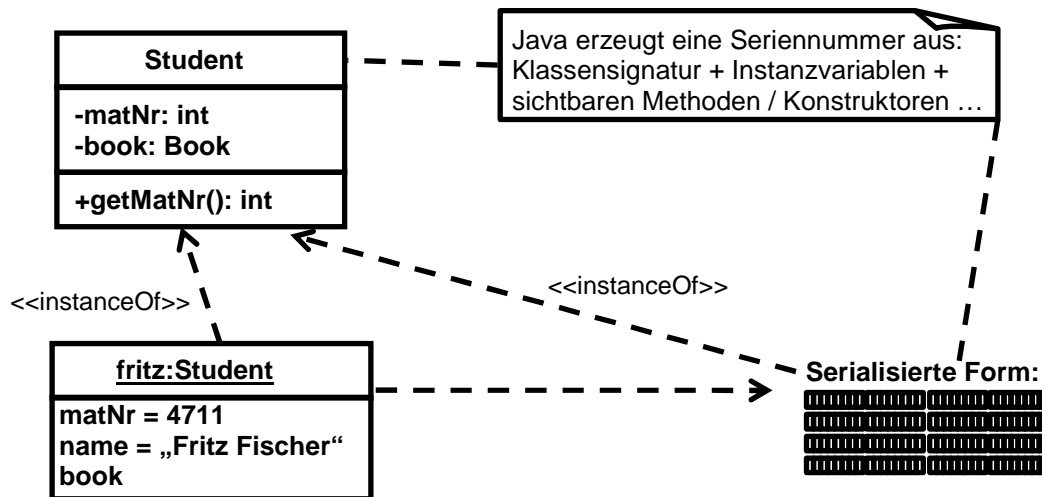 Student
-matNr: int
-book: Book
+getMatNr(): int
Java erzeugt eine Seriennummer aus:
Klassensignatur + Instanzvariablen +
sichtbaren Methoden / Konstruktoren …
<<instanceOf>>
<<instanceOf>>
fritz:Student
matNr = 4711
name = „Fritz Fischer“
book
Serialisierte Form: